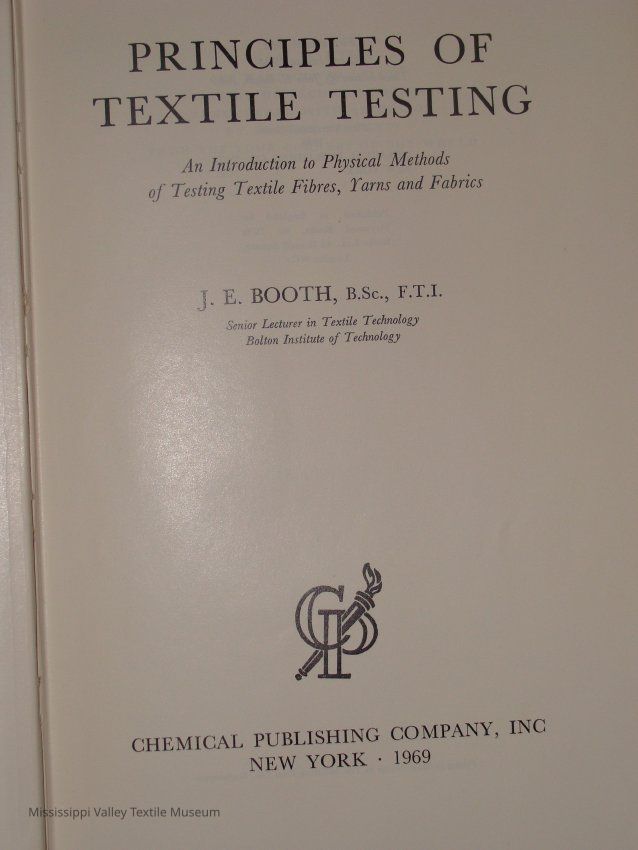 PRINCIPLES OF
TEXTILE TESTING
An Introduction to Physical Methods
of Testing Textile Fibres, Yarns and Fabrics
J. E. BOOTH, B.Sc., F.T.I.
Senior Lecturer in Textile Technology
Bolton Institute of Technology
CHEMICAL PUBLISHING COMPANY, INC
NEW YORK · 1969
Mississippi Valley Textile Museum